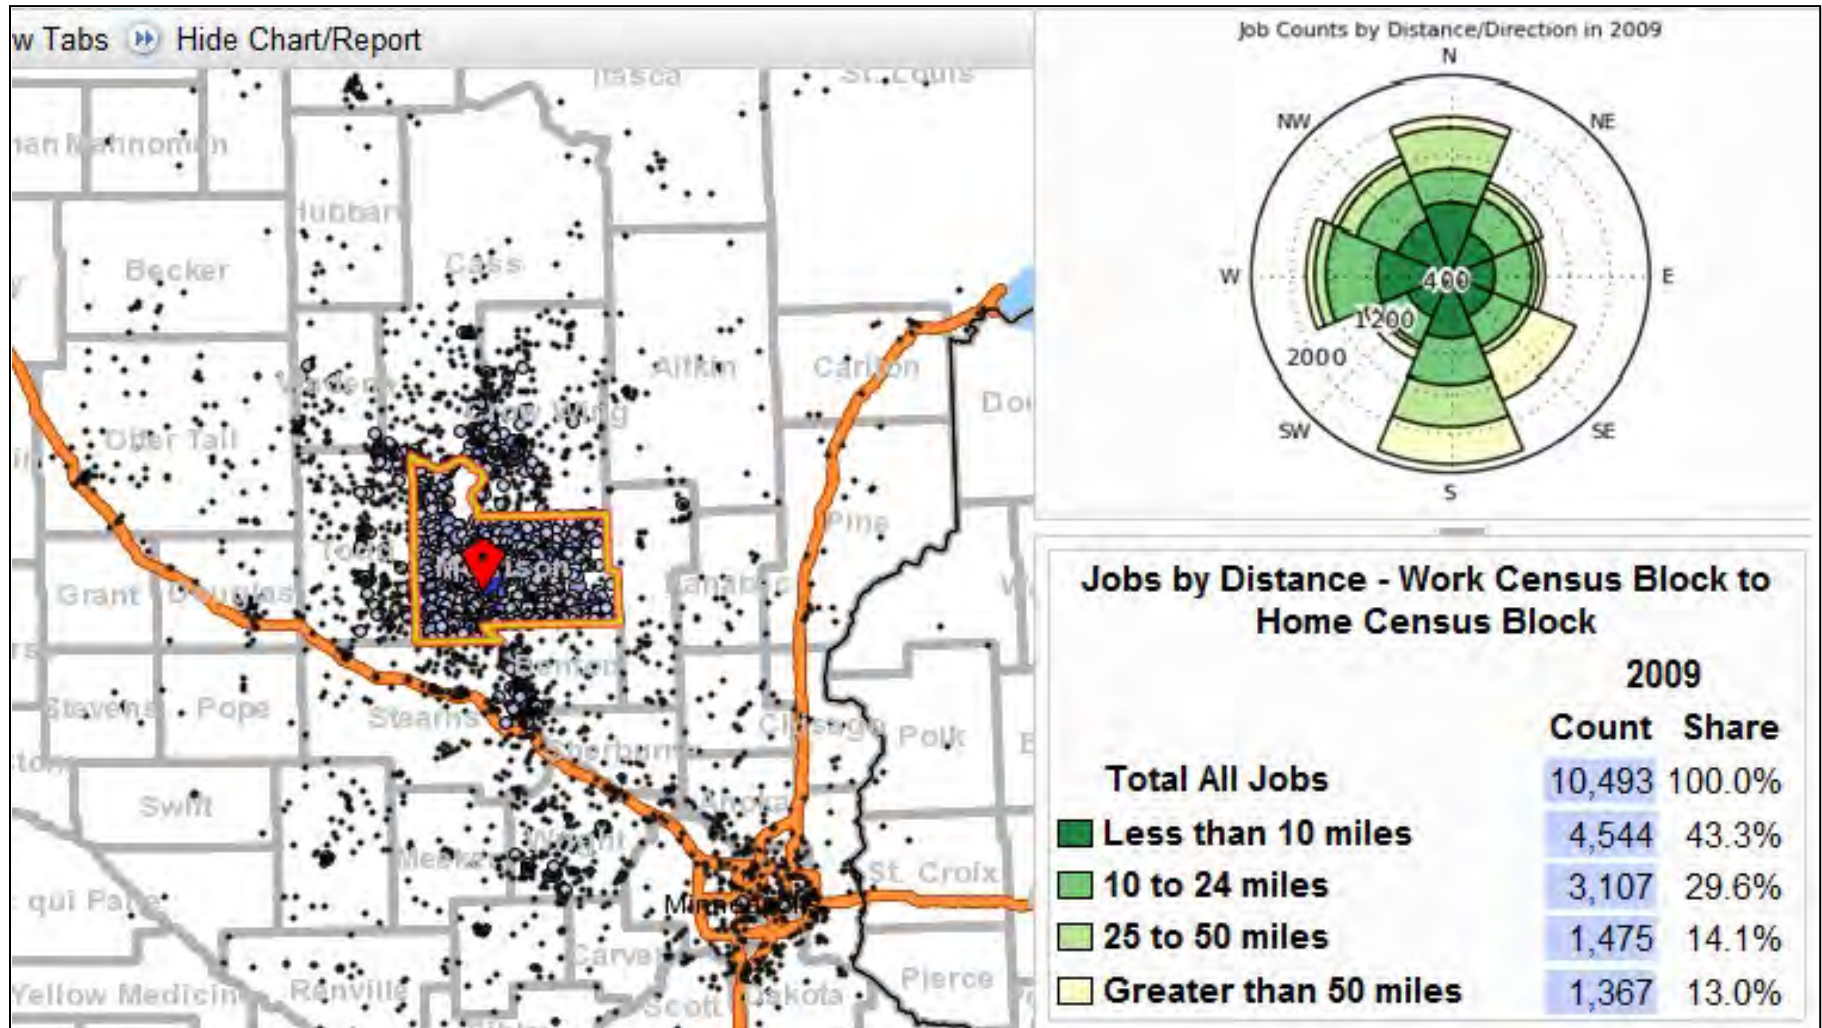 w Tabs Hide Chart/Report
Itasca
St. Louis
Mahnomen
Hubbard
Becker
Cass
Wadena
Aitkin
Carlton
Crow Wing
Otter Tail
Pine
Todd
Morrison
Kanabec
Grant
Douglas
Benton
Stevens
Pope
Stearns
Chisago
Polk
Sherburne
Swift
Anoka
Wright
Meeker
St. Croix
qui Parle
Minneapolis
Carver
Pierce
Yellow Medicine
Renville
Scott
Dakota
Job Counts by Distance/Direction in 2009
N
NW
NE
W
400
E
1200
2000
SW
SE
S
Jobs by Distance - Work Census Block to
Home Census Block
2009
Count Share
Total All Jobs 10,493 100.0%
Less than 10 miles 4,544 43.3%
10 to 24 miles 3,107 29.6%
25 to 50 miles 1,475 14.1%
Greater than 50 miles 1,367 13.0%